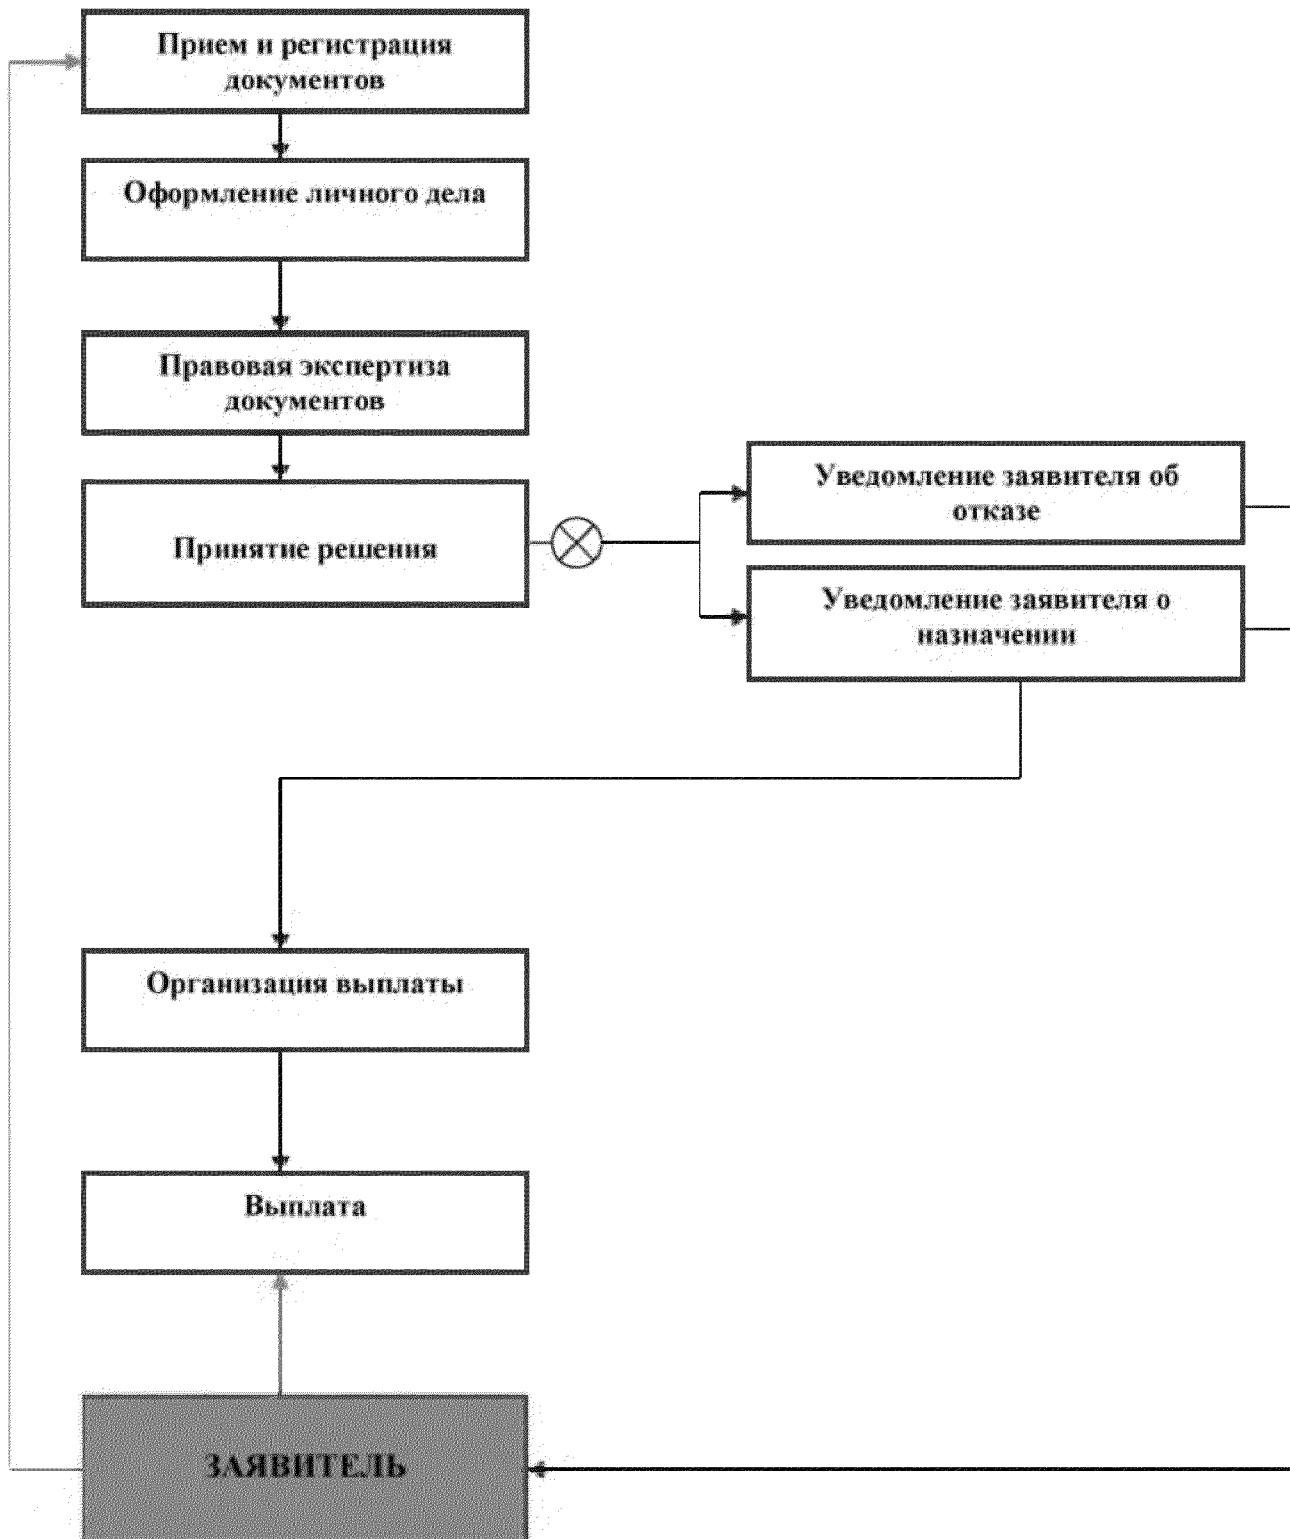 Прием и регистрация
документов
Оформление личного дела
Правовая экспертиза
документов
Принятие решения
Уведомление заявителя об
отказе
Уведомление заявителя о
назначении
Организация выплаты
Выплата
ЗАЯВИТЕЛЬ